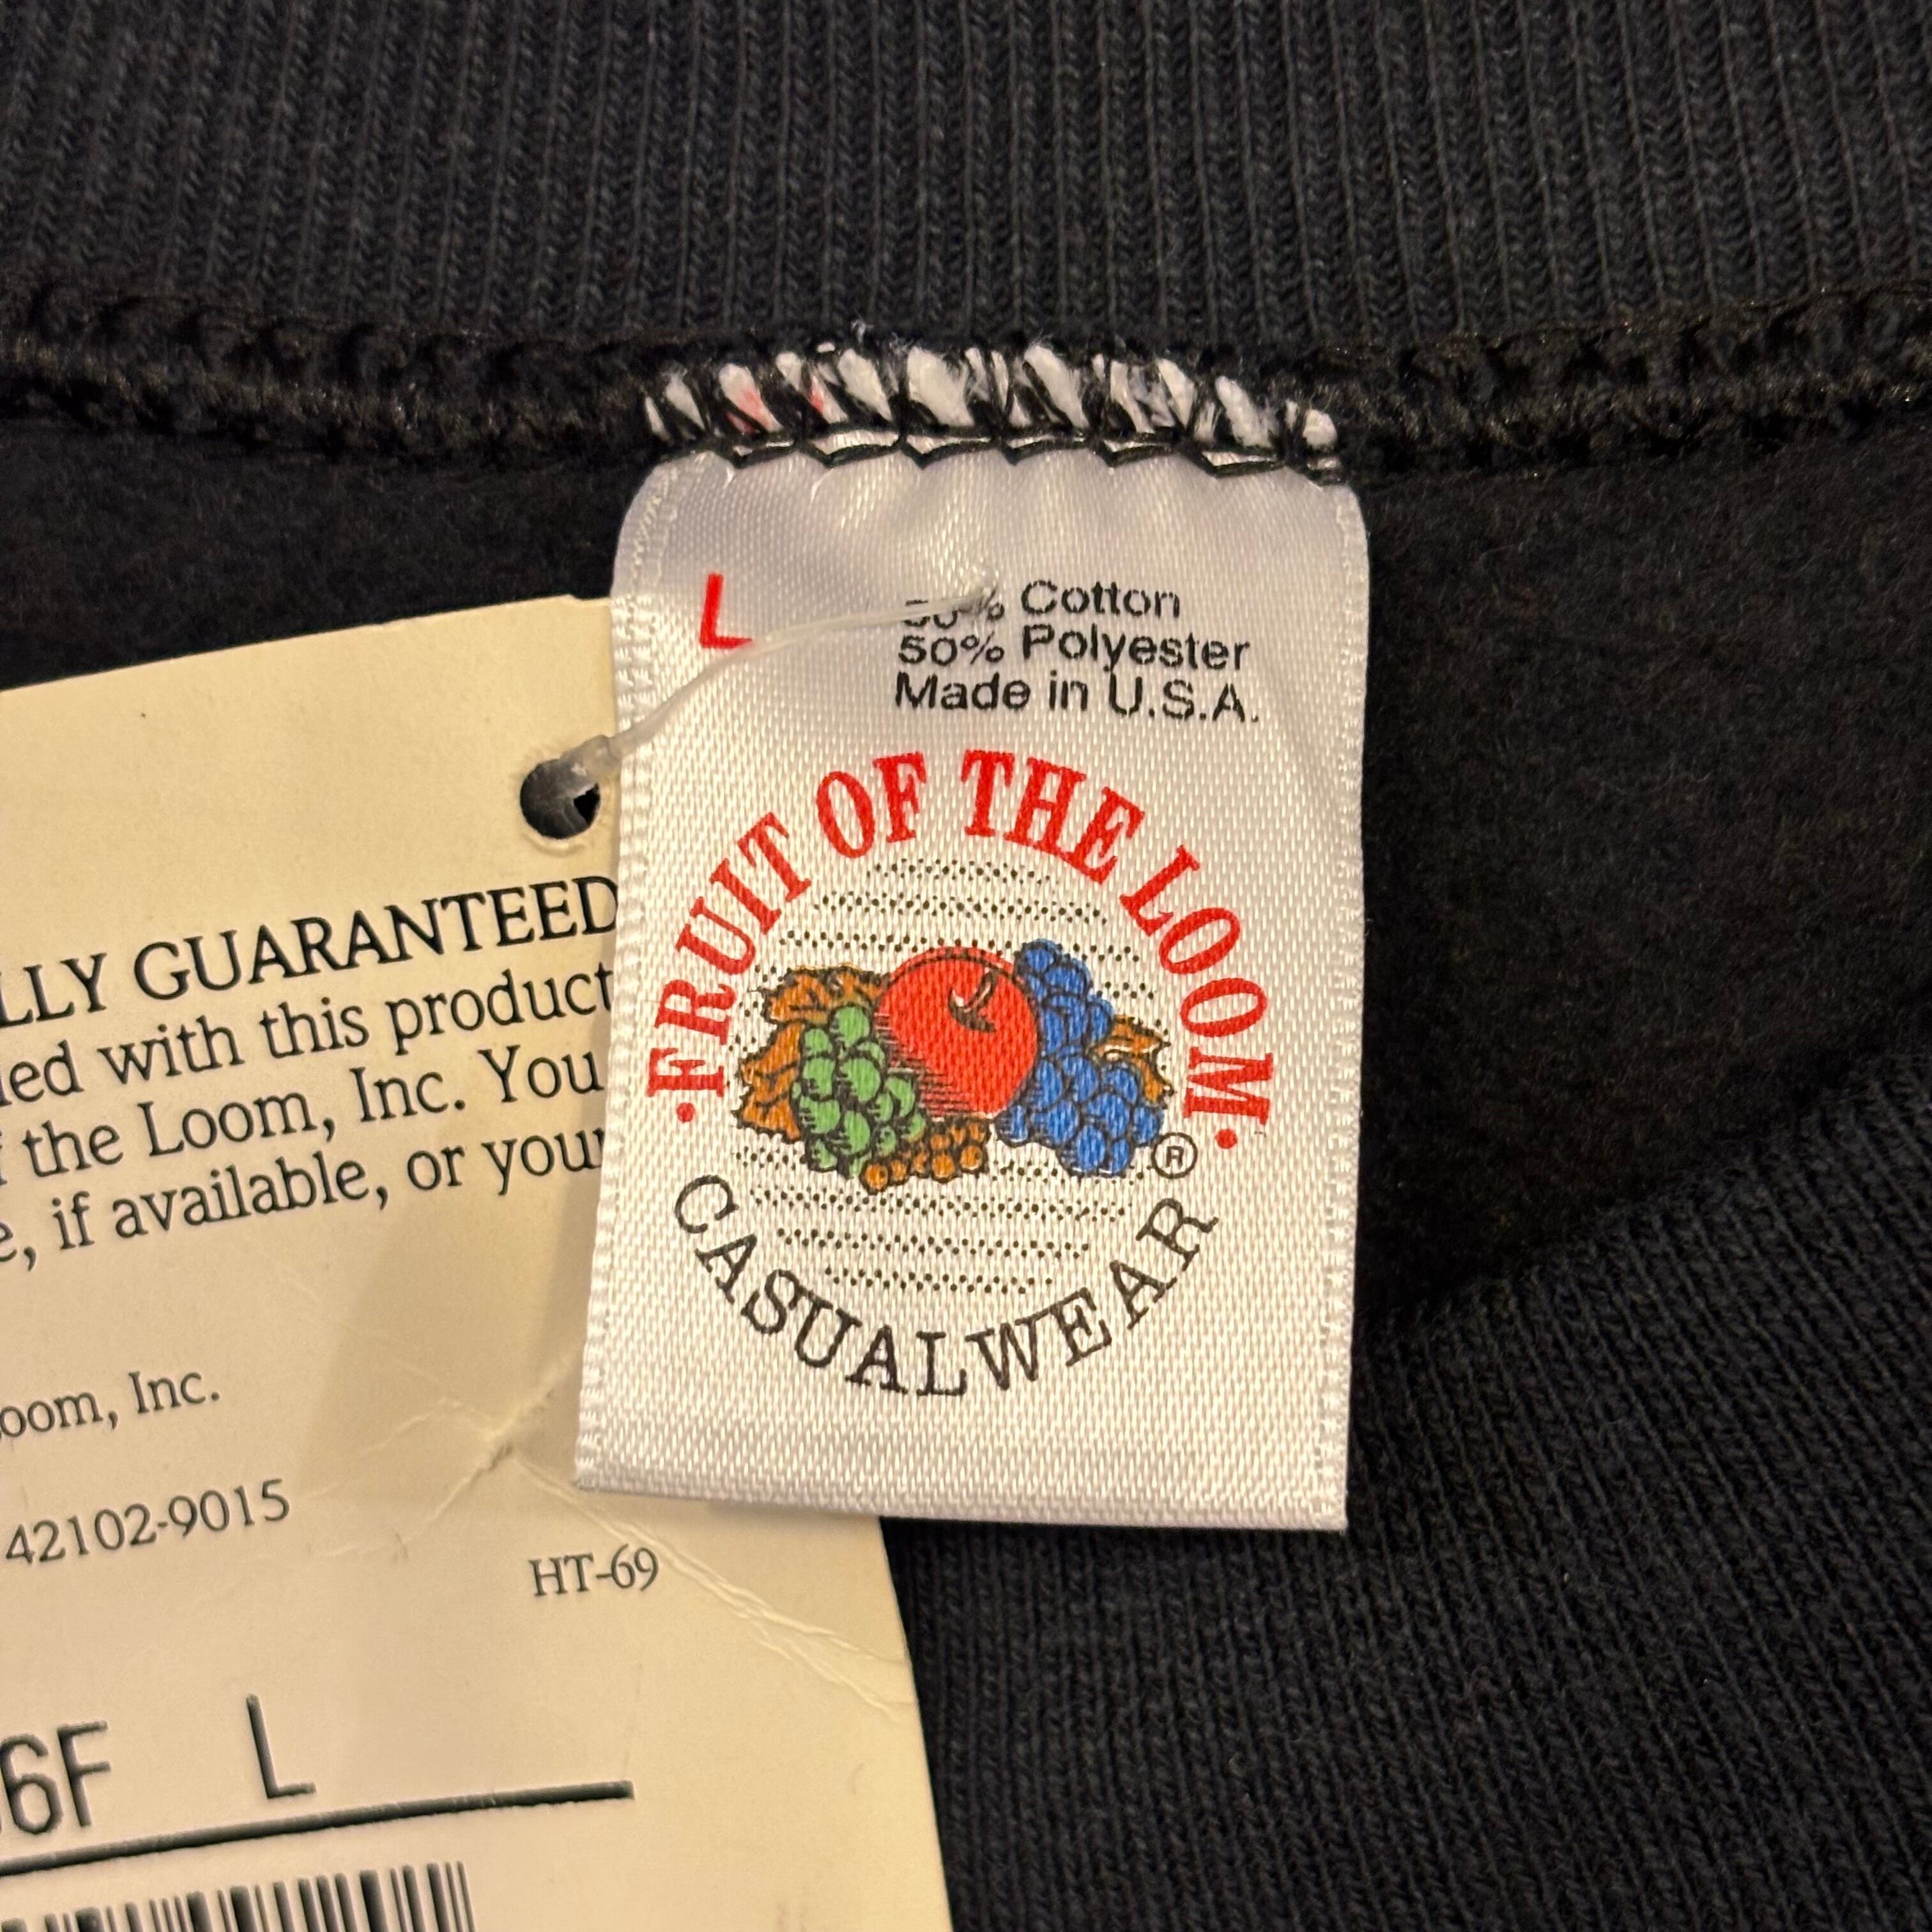 L
50% Cotton
50% Polyester
Made in U.S.A.
·FRUIT OF THE LOOM·
®
CASUALWEAR
LLY GUARANTEED
ied with this product
f the Loom, Inc. You
e, if available, or your
oom, Inc.
42102-9015
HT-69
6F L